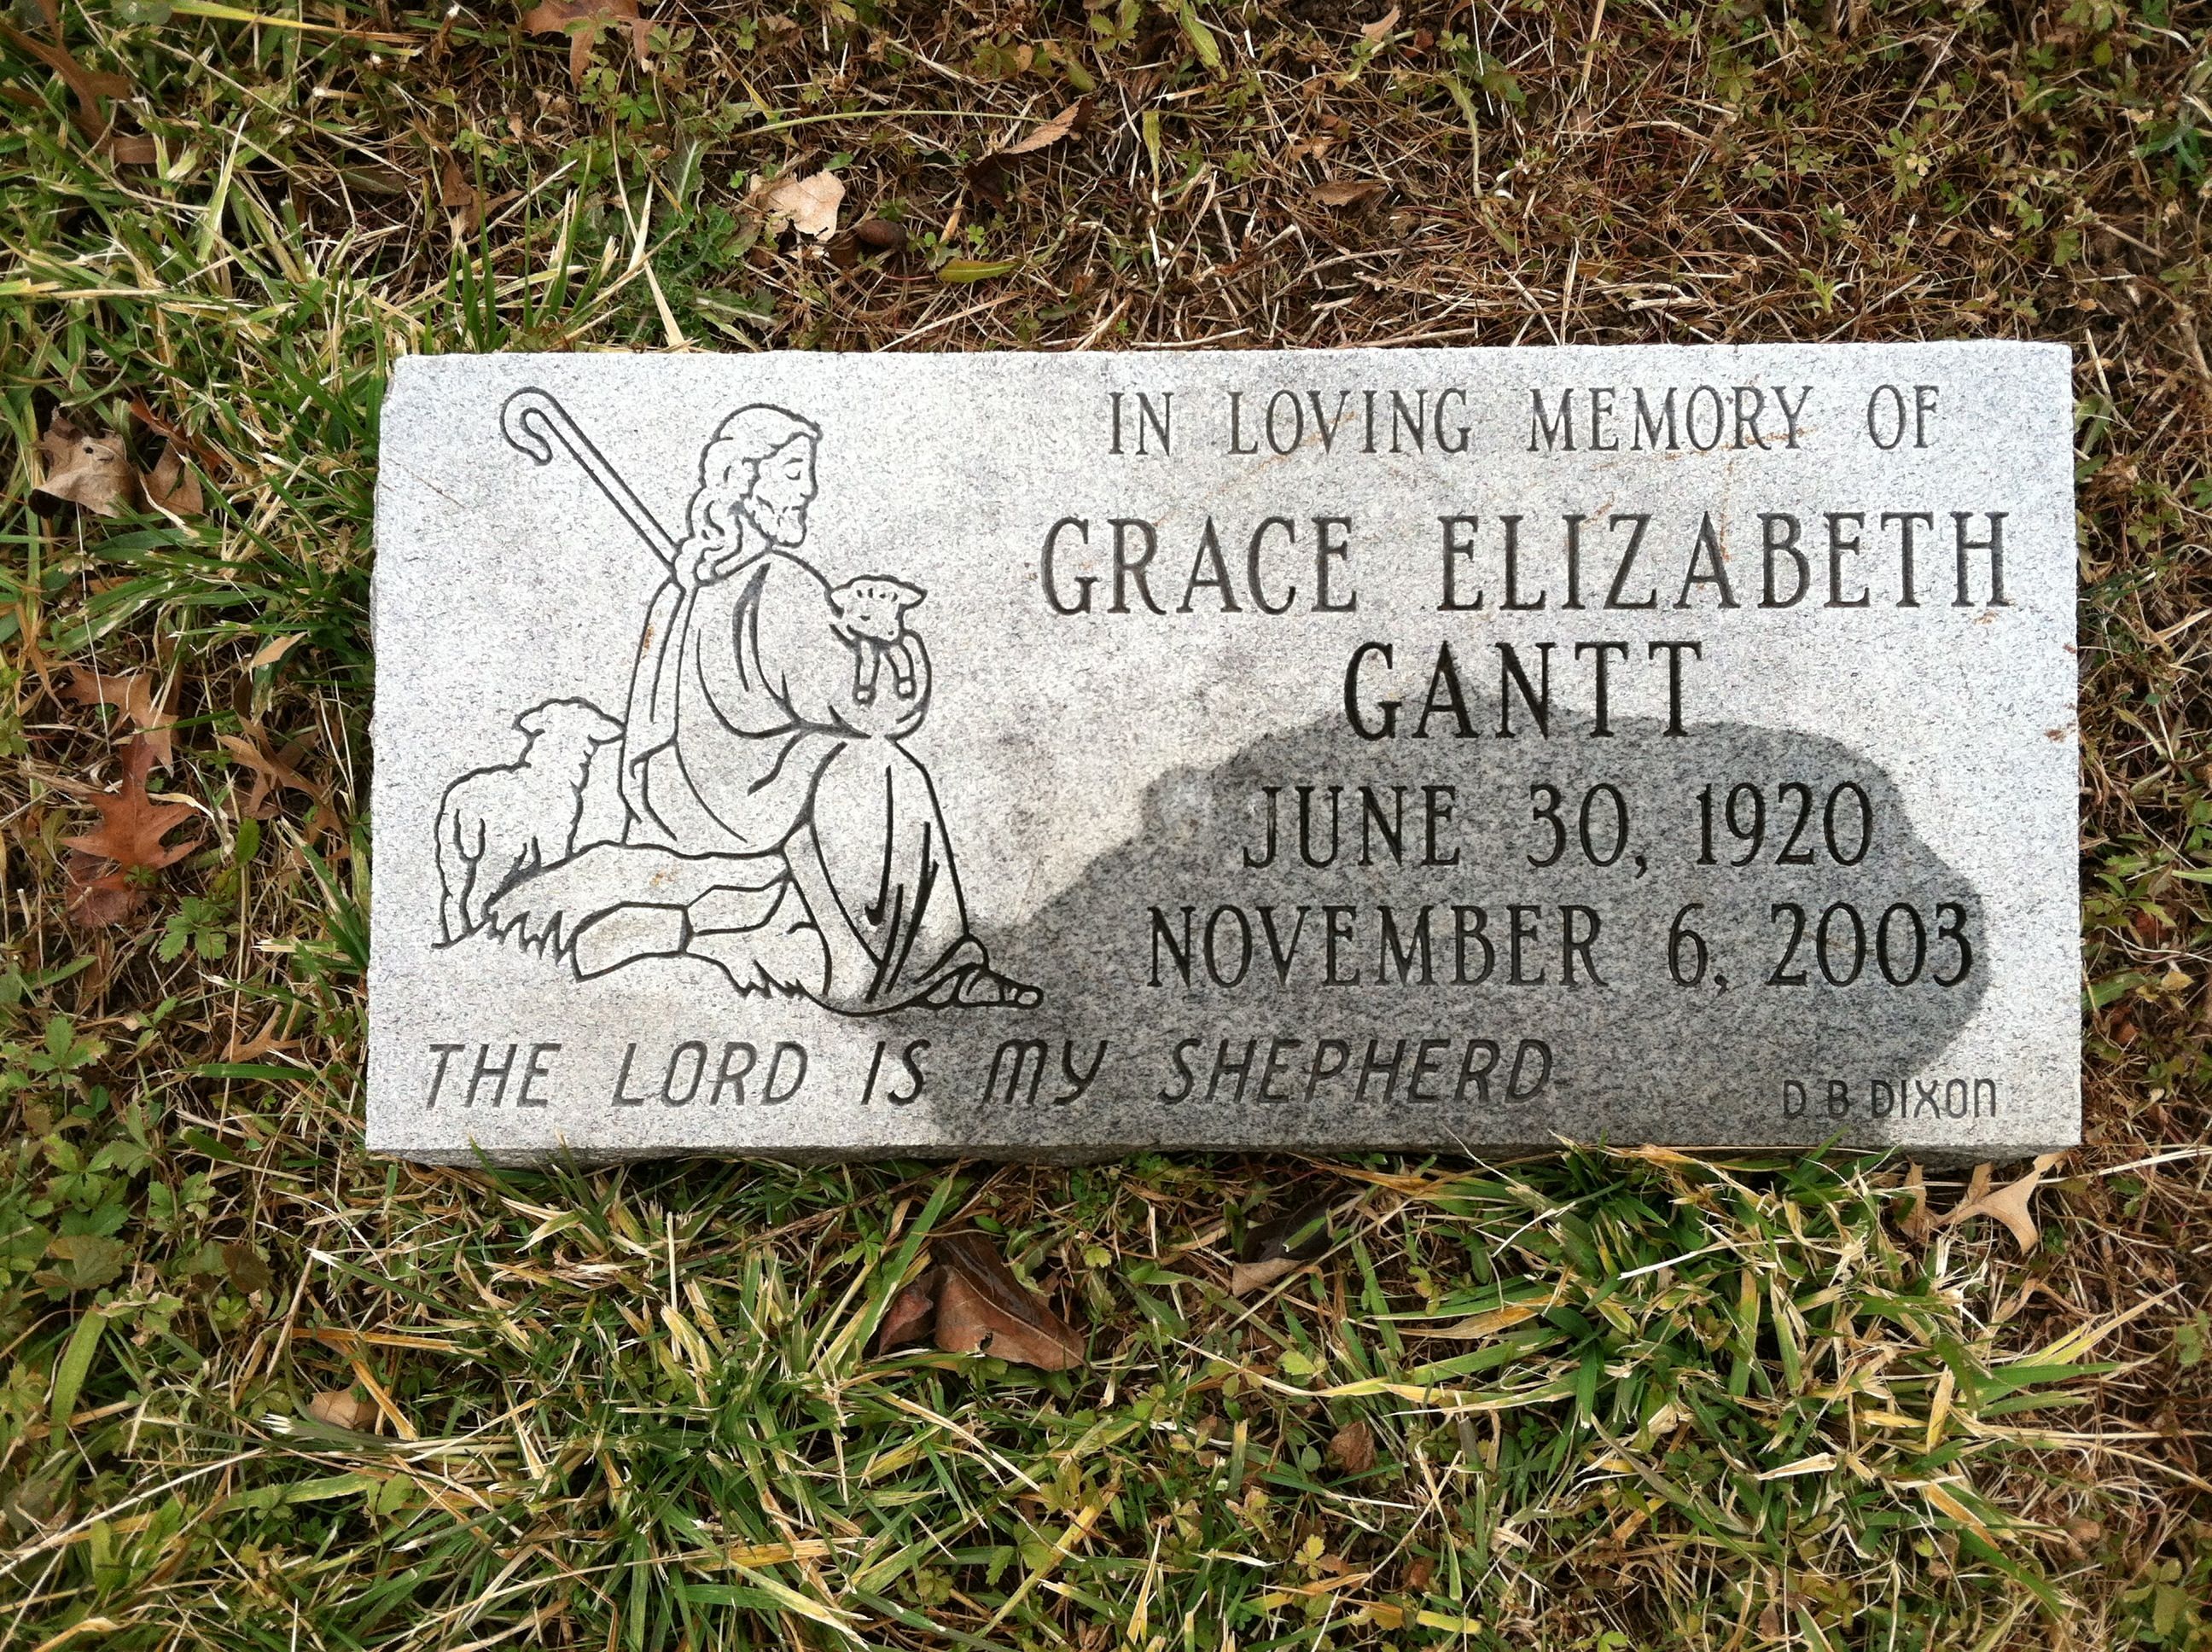 IN LOVING MEMORY OF
GRACE ELIZABETH
GANTT
JUNE 30, 1920
NOVEMBER 6, 2003
THE LORD IS MY SHEPHERD
D B DIXON